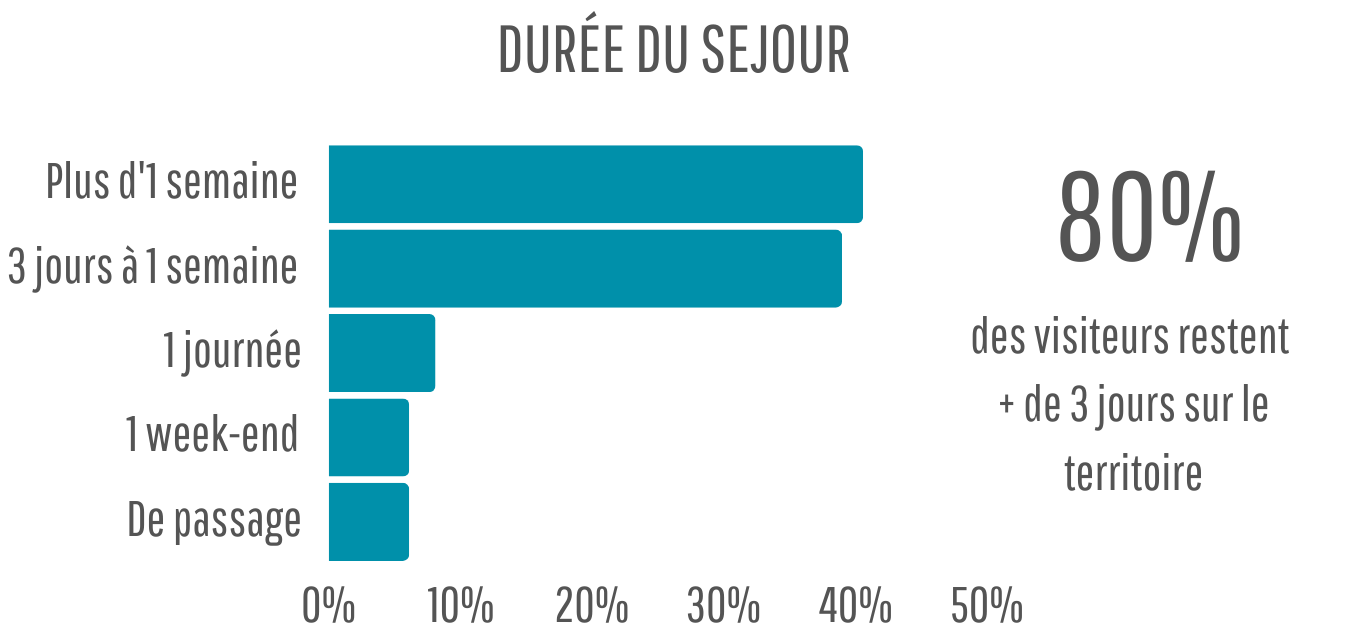 DURÉE DU SEJOUR
Plus d'1 semaine
3 jours à 1 semaine
1 journée
1 week-end
De passage
0% 10% 20% 30% 40% 50%
80%
des visiteurs restent
+ de 3 jours sur le
territoire